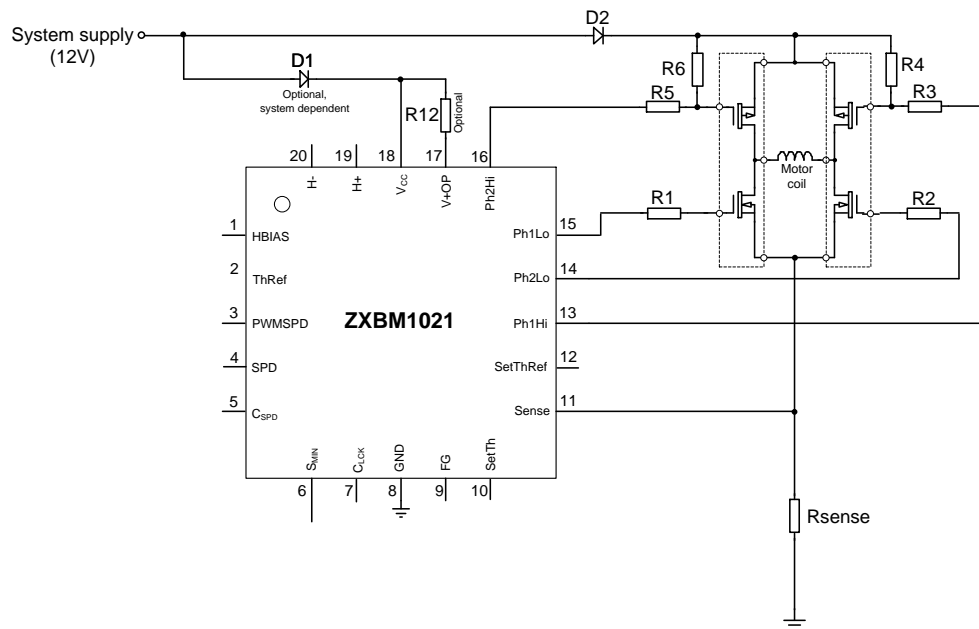 System supply
(12V)
D2
D1
Optional,
system dependent
R12
Optional
R6
R5
R4
R3
Motor
coil
R1
R2
20
19
18
17
16
H-
H+
VCC
V+OP
Ph2Hi
1
HBIAS
2
ThRef
3
PWMSPD
4
SPD
5
CSPD
ZXBM1021
Ph1Lo
15
Ph2Lo
14
Ph1Hi
13
SetThRef
12
Sense
11
SMIN
CLCK
GND
FG
SetTh
6
7
8
9
10
Rsense